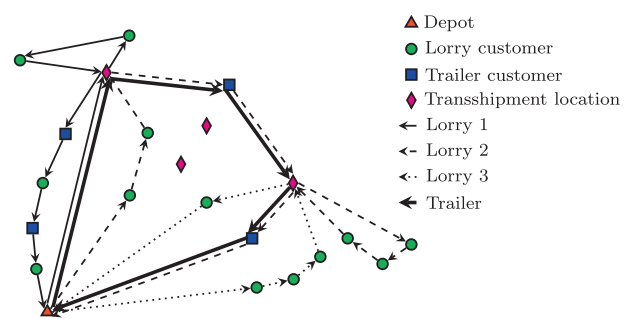 Depot
Lorry customer
Trailer customer
Transshipment location
Lorry 1
Lorry 2
Lorry 3
Trailer